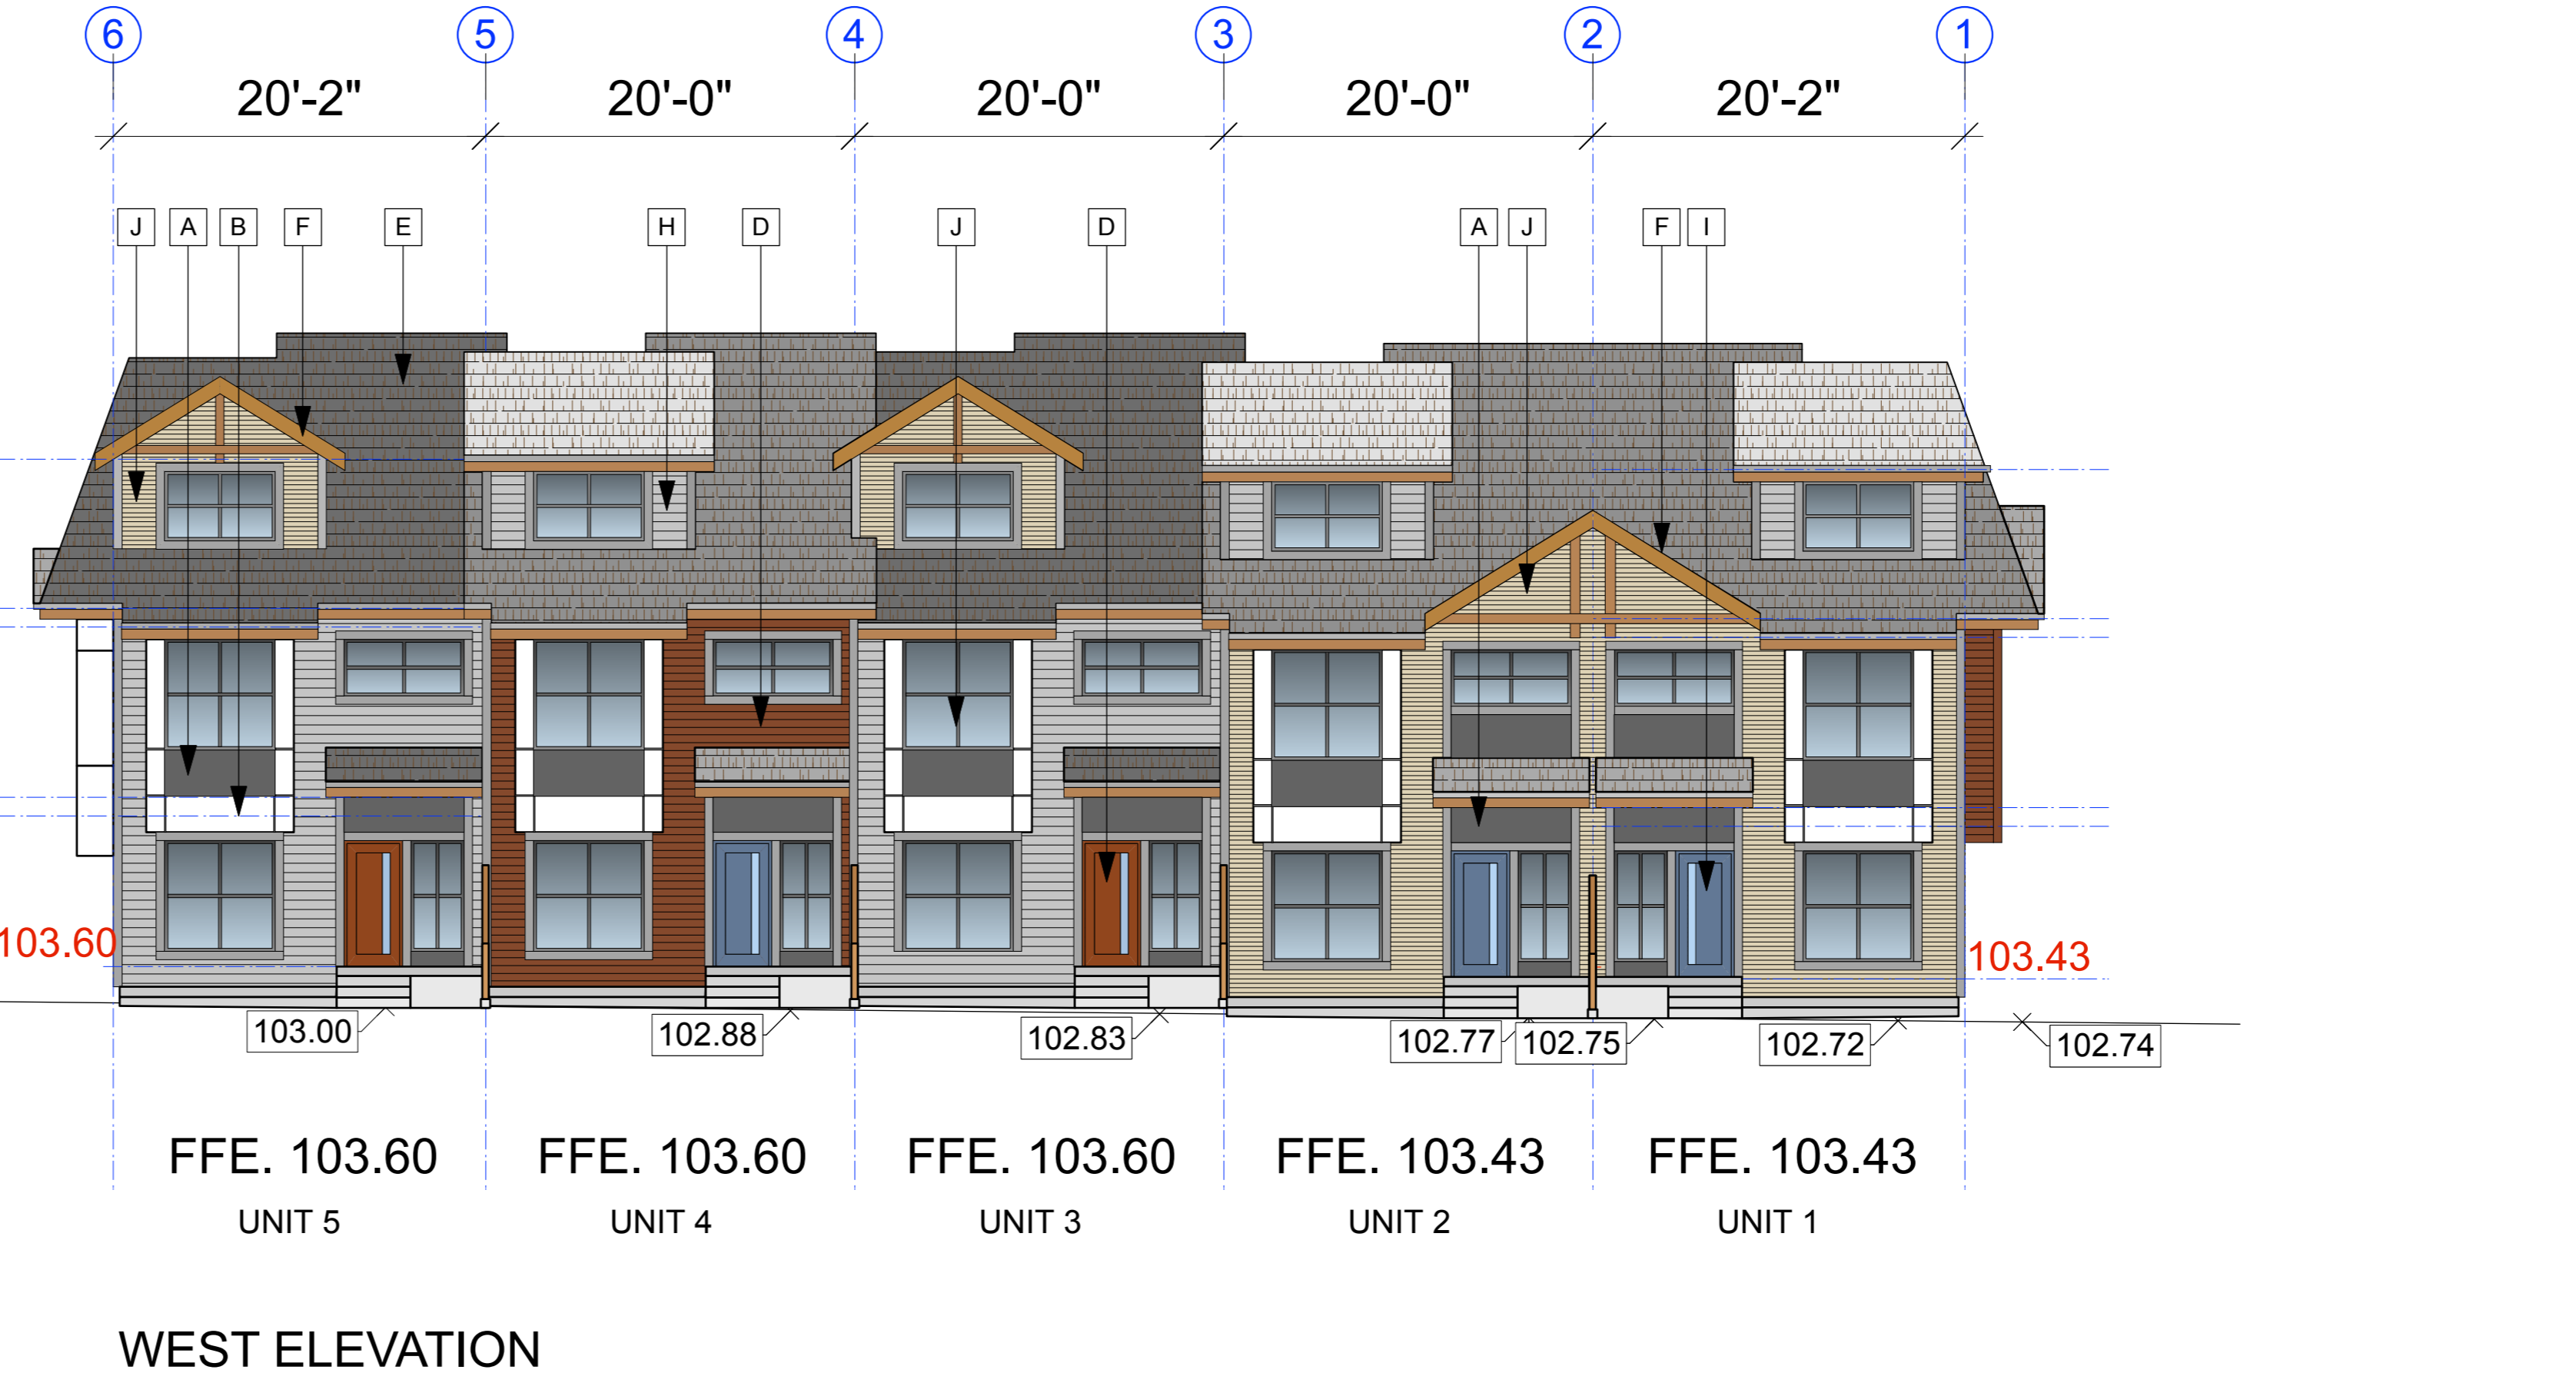 6 5 4 3 2 1
20'-2" 20'-0" 20'-0" 20'-0" 20'-2"
J A B F E H D J D A J F I
103.60 103.43
103.00 102.88 102.83 102.77 102.75 102.72 102.74
FFE. 103.60 FFE. 103.60 FFE. 103.60 FFE. 103.43 FFE. 103.43
UNIT 5 UNIT 4 UNIT 3 UNIT 2 UNIT 1
WEST ELEVATION